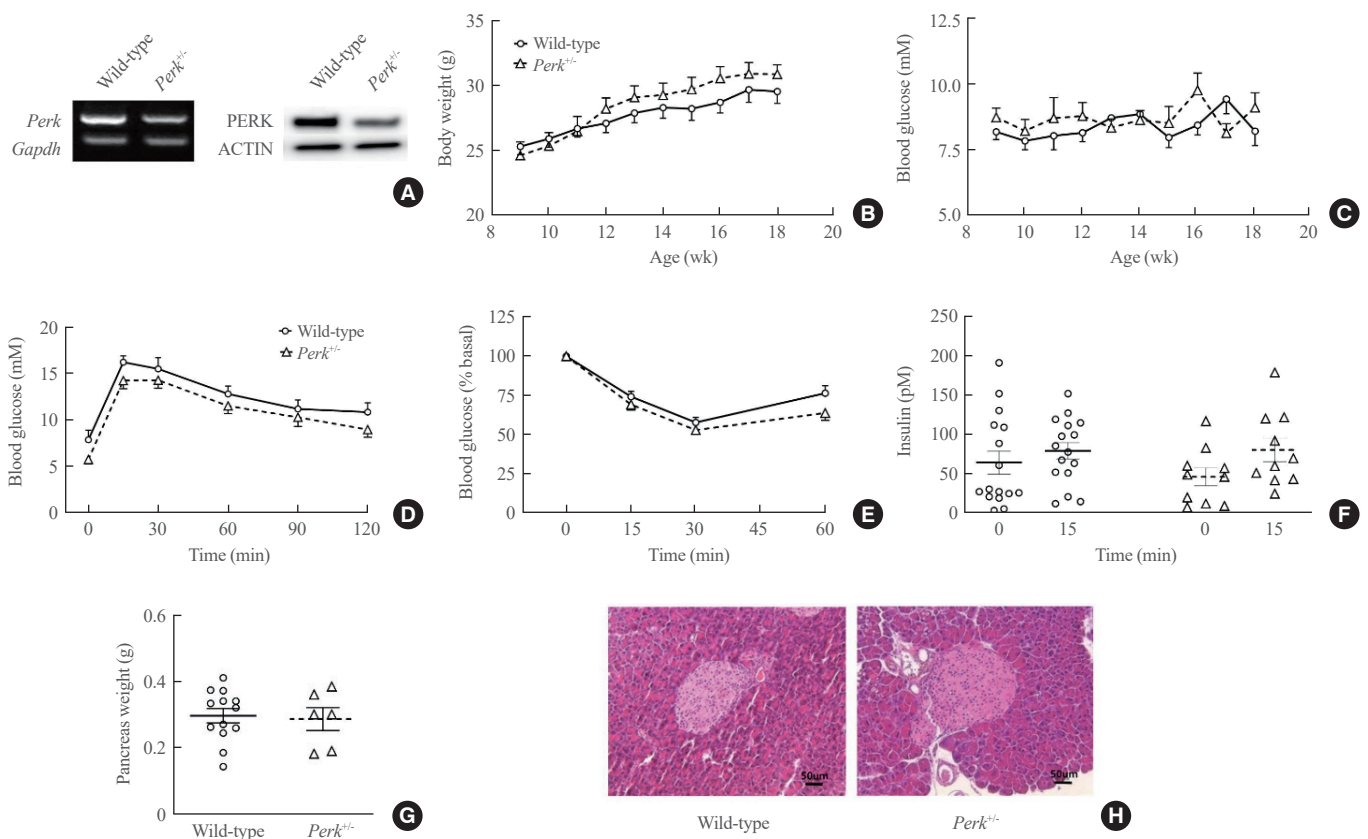 Wild-type
Perk+/-
Wild-type
Perk+/-
Perk
Gapdh
PERK
ACTIN
A
35
30
25
20
Body weight (g)
Wild-type
Perk+/-
8 10 12 14 16 18 20
Age (wk)
B
12.5
10.0
7.5
5.0
Blood glucose (mM)
8 10 12 14 16 18 20
Age (wk)
C
20
15
10
5
0
Blood glucose (mM)
Wild-type
Perk+/-
0 30 60 90 120
Time (min)
D
125
100
75
50
25
0
Blood glucose (% basal)
0 15 30 45 60
Time (min)
E
250
200
150
100
50
0
Insulin (pM)
0 15 0 15
Time (min)
F
0.6
0.4
0.2
0
Pancreas weight (g)
Wild-type Perk+/-
G
50um
50um
Wild-type
Perk+/-
H